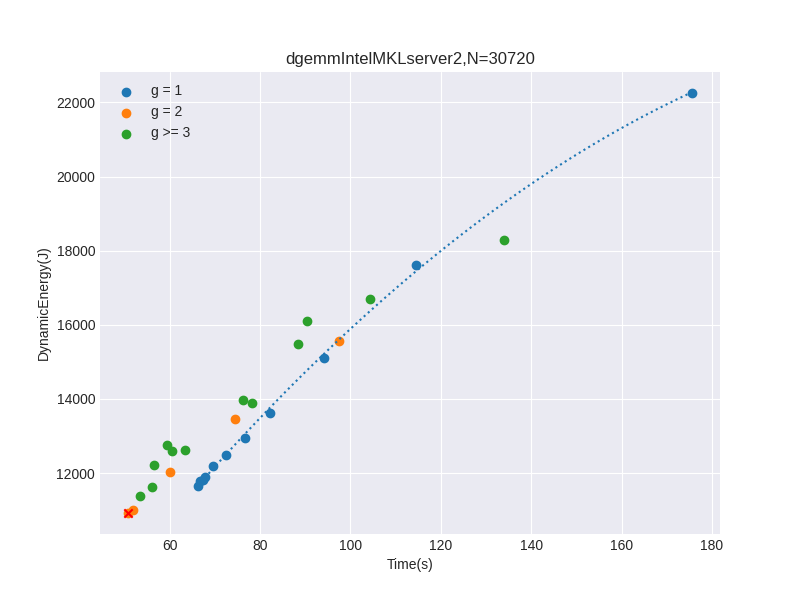 dgemmIntelMKLserver2,N=30720
g = 1
g = 2
g >= 3
22000
20000
18000
16000
14000
12000
DynamicEnergy(J)
60
80
100
120
140
160
180
Time(s)